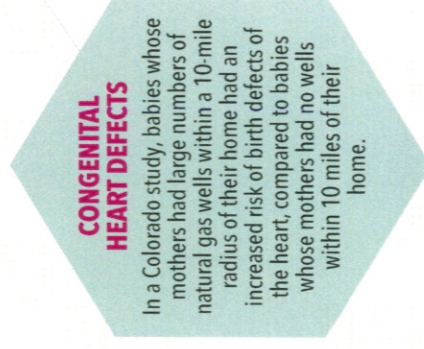 CONGENITAL
HEART DEFECTS
In a Colorado study, babies whose
mothers had large numbers of
natural gas wells within a 10-mile
radius of their home had an
increased risk of birth defects of
the heart, compared to babies
whose mothers had no wells
within 10 miles of their
home.